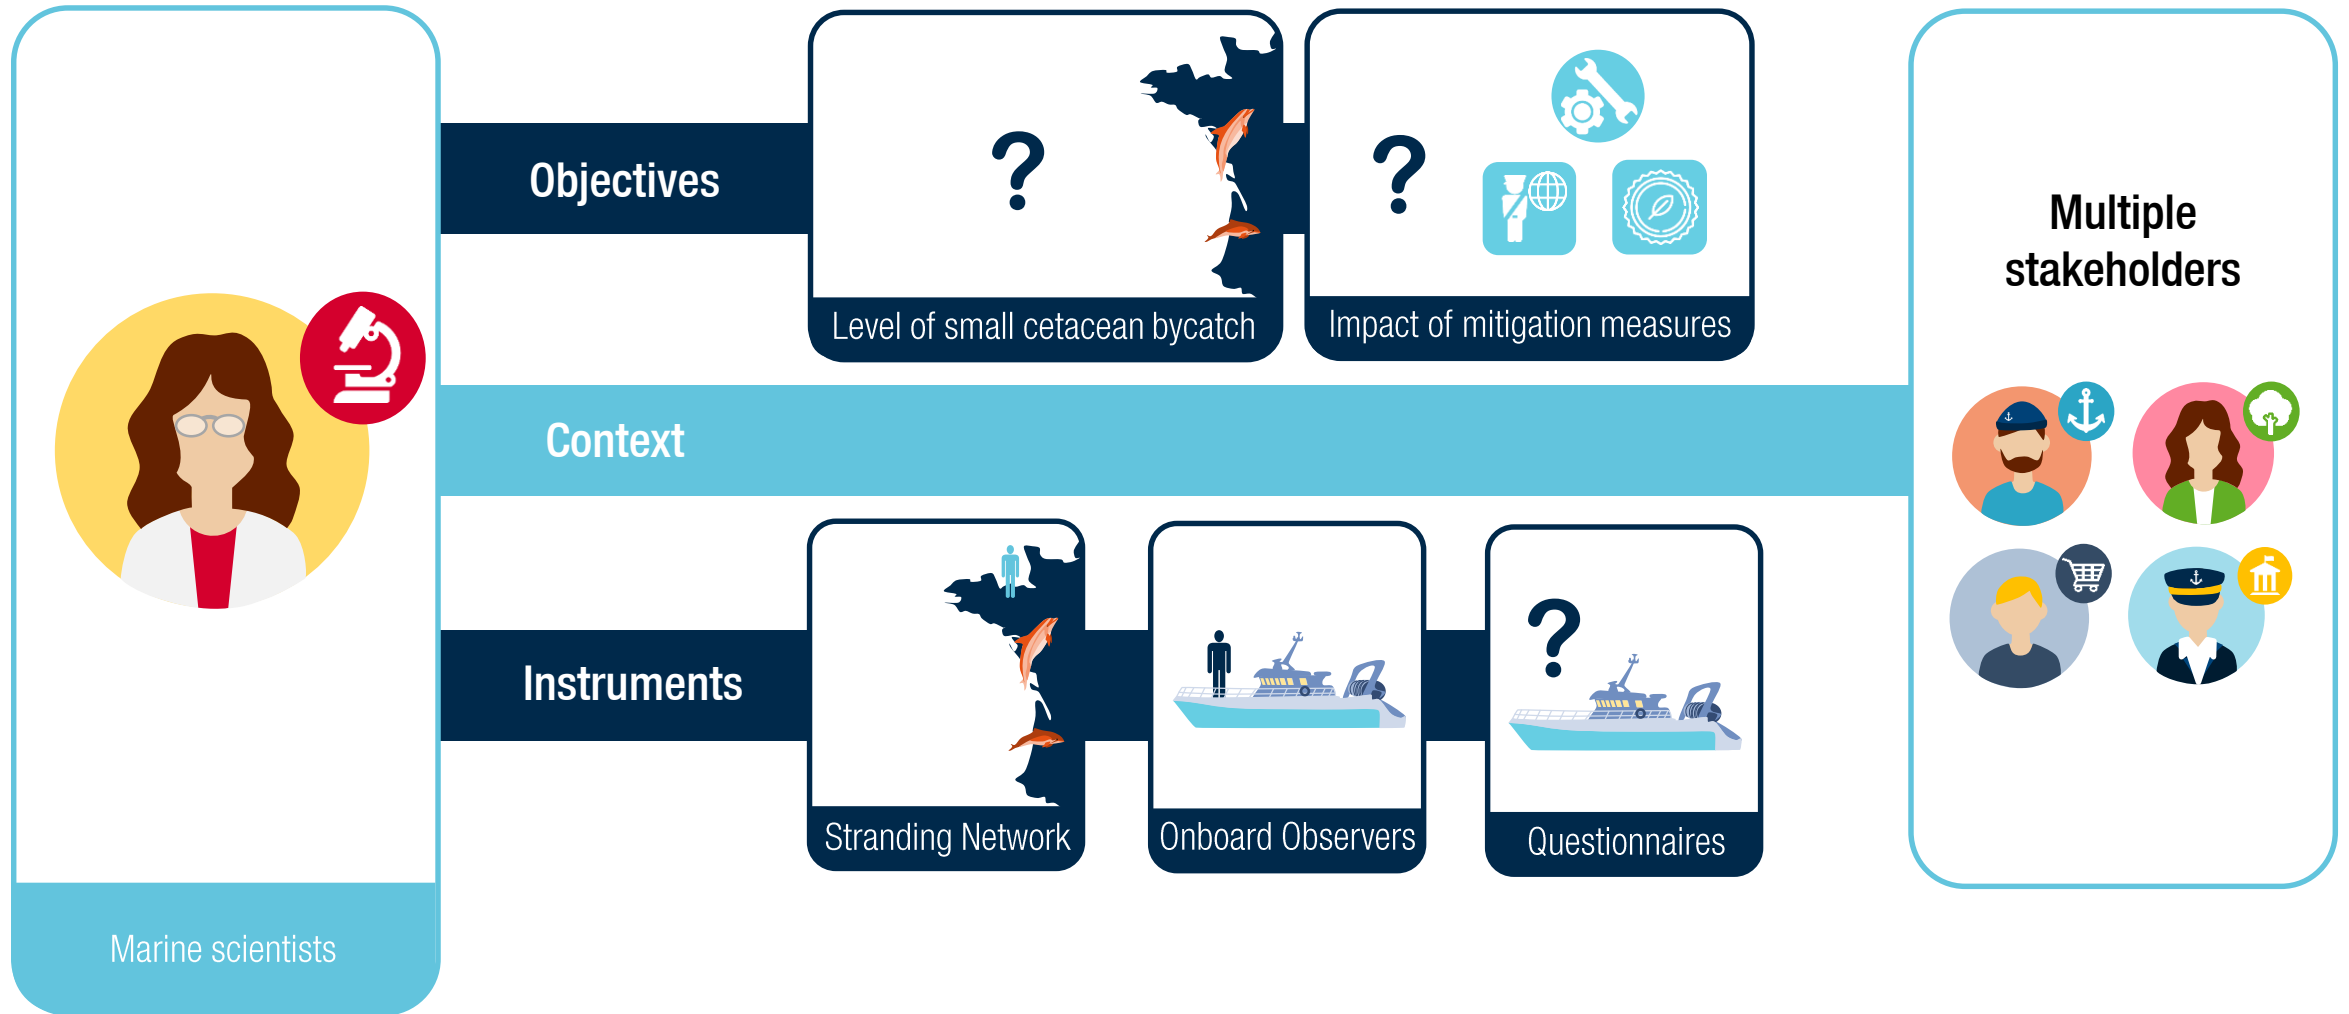 Objectives
Level of small cetacean bycatch
Impact of mitigation measures
Multiple
stakeholders
Context
Instruments
Stranding Network
Onboard Observers
Questionnaires
Marine scientists